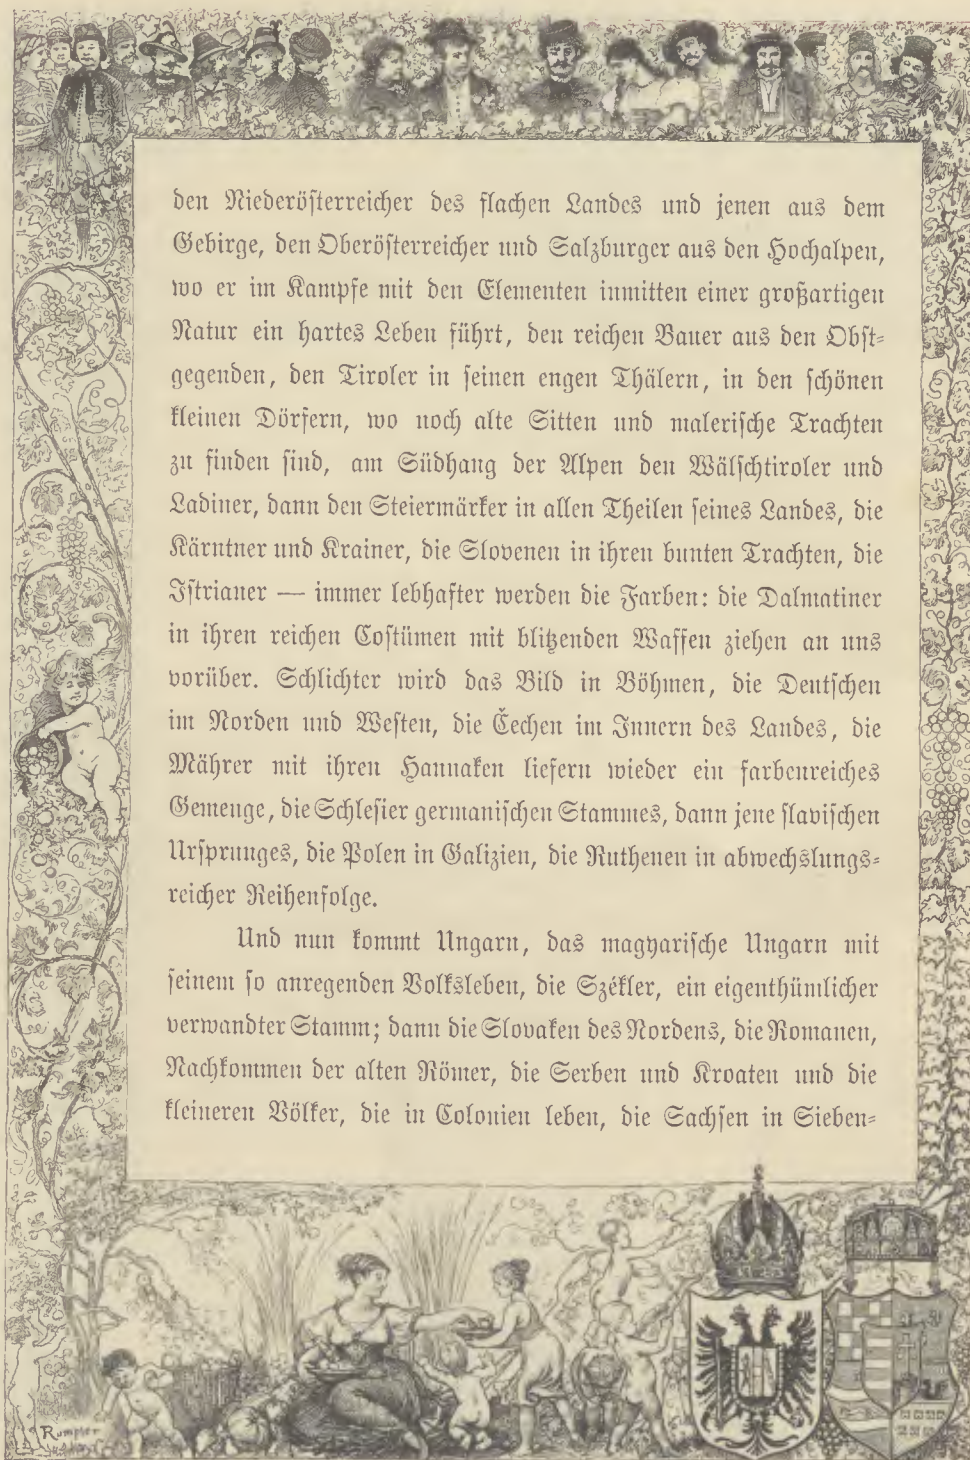 den Niederösterreicher des flachen Landes und jenen aus dem
Gebirge, den Oberösterreicher und Salzburger aus den Hochalpen,
wo er im Kampfe mit den Elementen inmitten einer großartigen
Natur ein hartes Leben führt, den reichen Bauer aus den Obst-
gegenden, den Tiroler in seinen engen Thälern, in den schönen
kleinen Dörfern, wo noch alte Sitten und malerische Trachten
zu finden sind, am Südhang der Alpen den Wälschtiroler und
Ladiner, dann den Steiermärker in allen Theilen seines Landes, die
Kärntner und Krainer, die Slovenen in ihren bunten Trachten, die
Istrianer — immer lebhafter werden die Farben: die Dalmatiner
in ihren reichen Costümen mit blitzenden Waffen ziehen an uns
vorüber. Schlichter wird das Bild in Böhmen, die Deutschen
im Norden und Westen, die Čechen im Innern des Landes, die
Mährer mit ihren Hannaken liefern wieder ein farbenreiches
Gemenge, die Schlesier germanischen Stammes, dann jene slavischen
Ursprunges, die Polen in Galizien, die Ruthenen in abwechslungs-
reicher Reihenfolge.
Und nun kommt Ungarn, das magyarische Ungarn mit
seinem so anregenden Volksleben, die Székler, ein eigenthümlicher
verwandter Stamm; dann die Slovaken des Nordens, die Romanen,
Nachkommen der alten Römer, die Serben und Kroaten und die
kleineren Völker, die in Colonien leben, die Sachsen in Sieben-
Rumpler